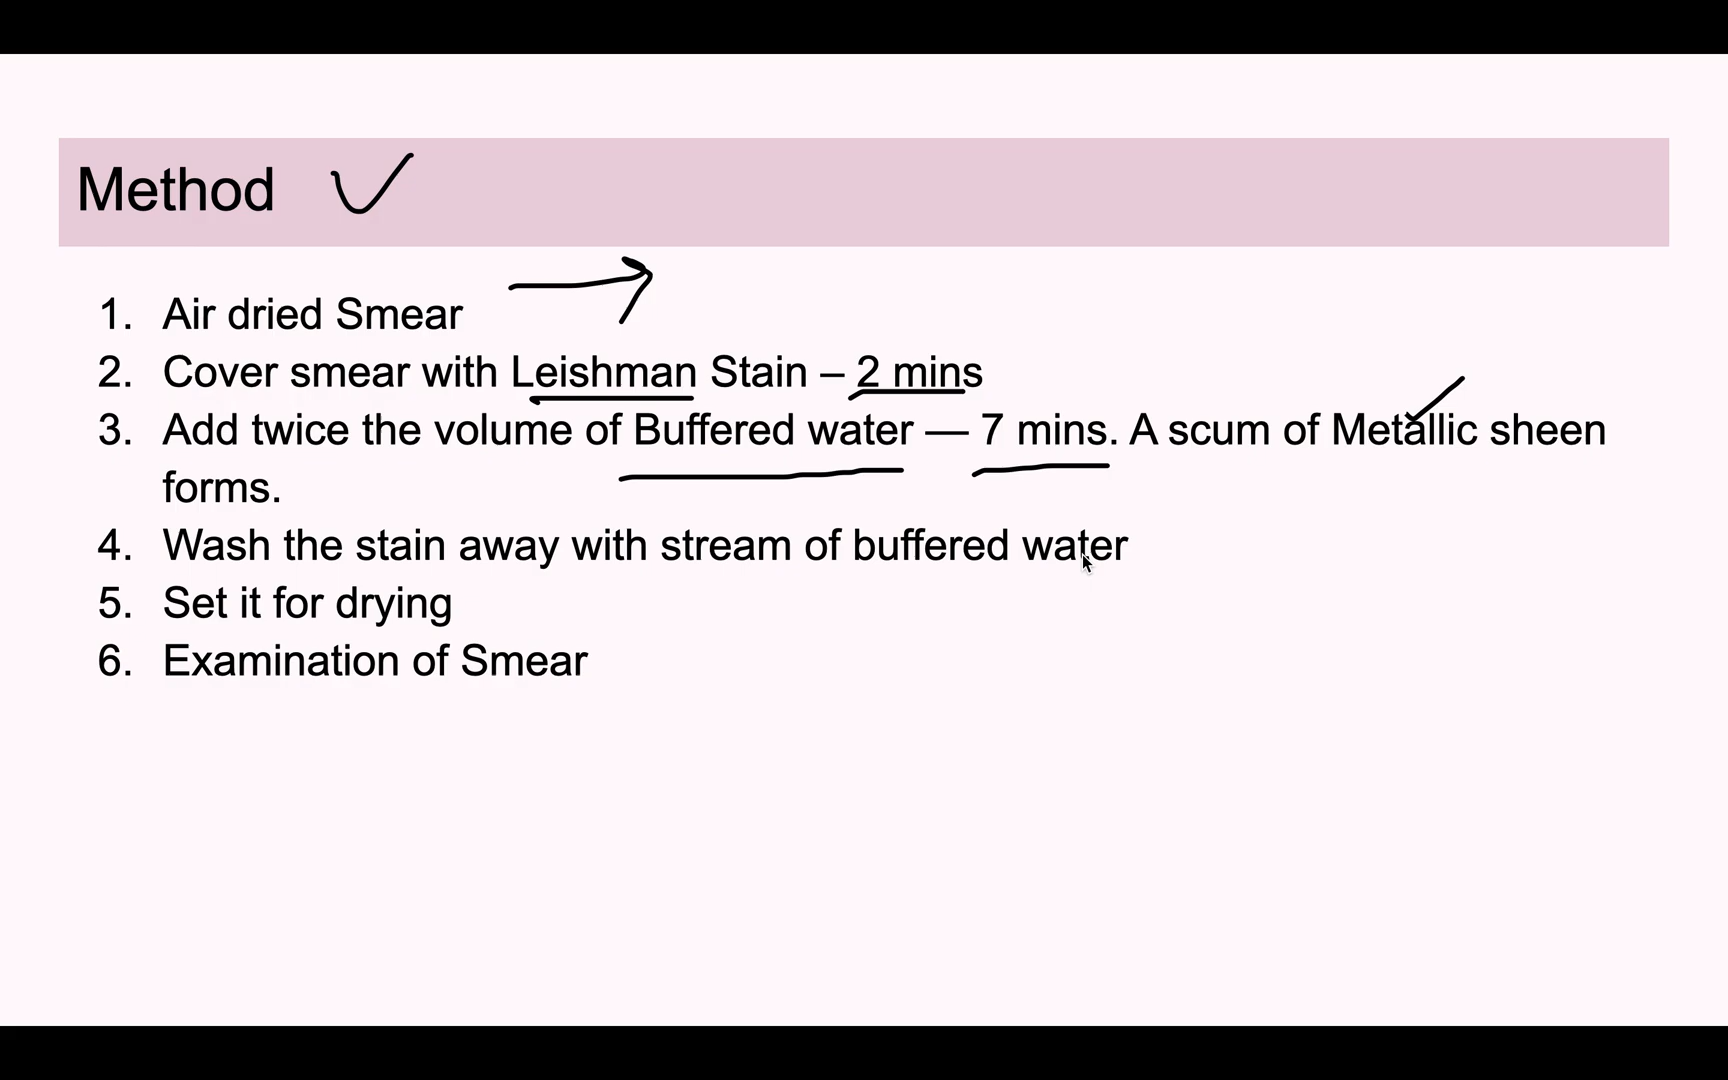 Method
1. Air dried Smear
2. Cover smear with Leishman Stain – 2 mins
3. Add twice the volume of Buffered water — 7 mins. A scum of Metallic sheen
forms.
4. Wash the stain away with stream of buffered water
5. Set it for drying
6. Examination of Smear